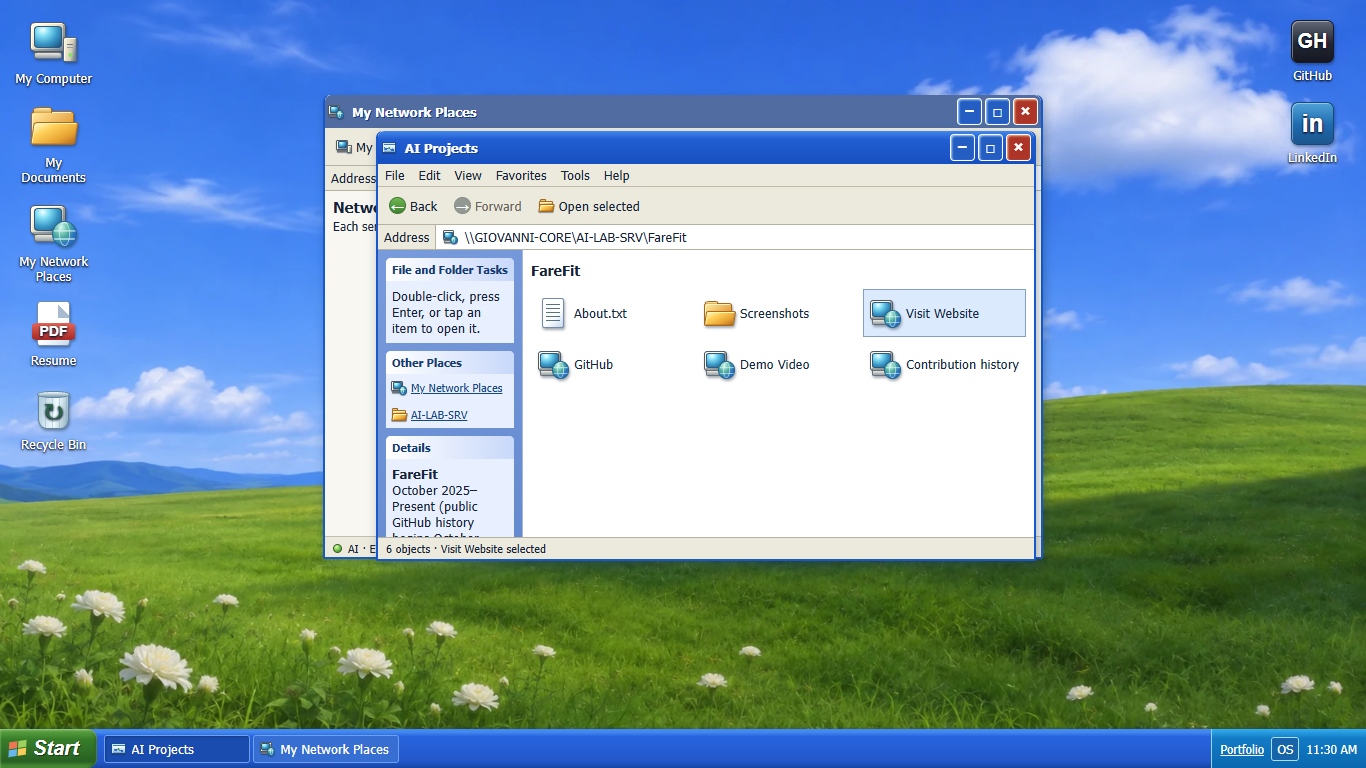 My Computer
My
Documents
My Network
Places
PDF
Resume
Recycle Bin
GH
GitHub
in
LinkedIn
My Network Places
My
Address
Each
AI Projects
File Edit View Favorites Tools Help
Back Forward Open selected
Address \\GIOVANNI-CORE\AI-LAB-SRV\FareFit
File and Folder Tasks
Double-click, press
Enter, or tap an
item to open it.
Other Places
My Network Places
AI-LAB-SRV
Details
FareFit
October 2025–
Present (public
GitHub history
begins October
FareFit
About.txt Screenshots Visit Website
GitHub Demo Video Contribution history
AI ·
6 objects · Visit Website selected
Start AI Projects My Network Places Portfolio OS 11:30 AM